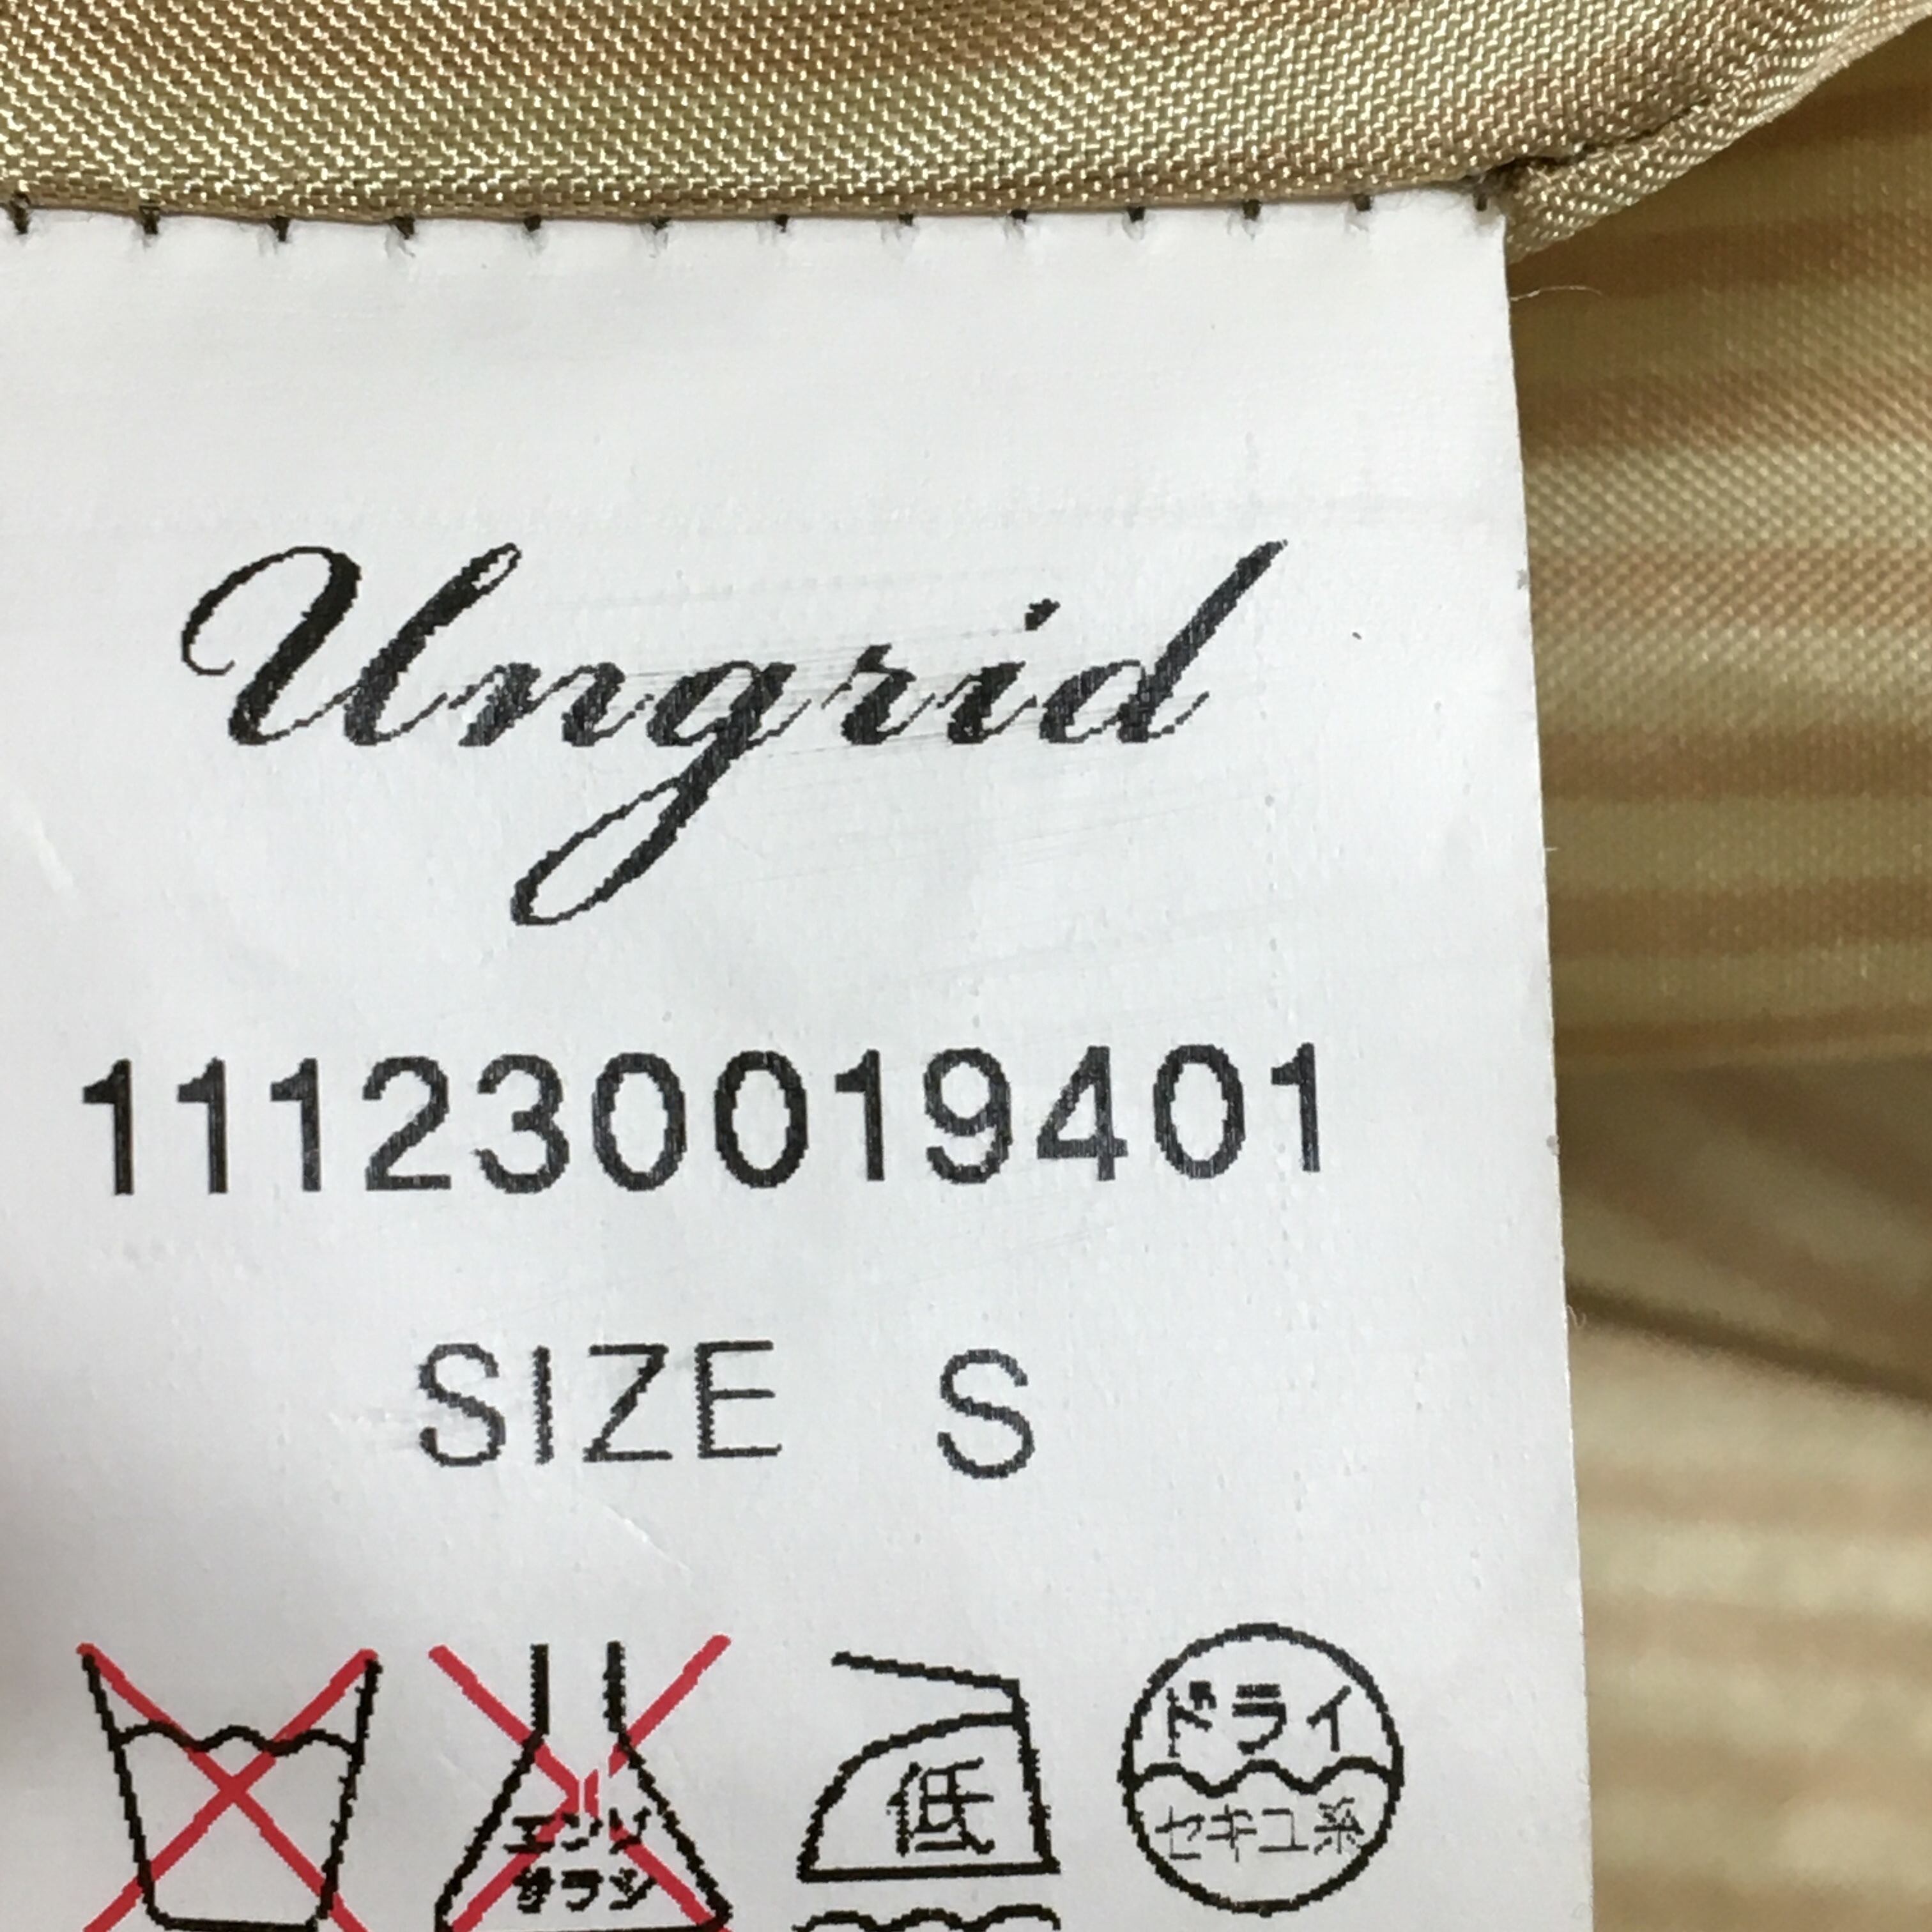 Ungrid
111230019401
SIZE S
エンソ
サラシ
低
ドライ
セキユ系